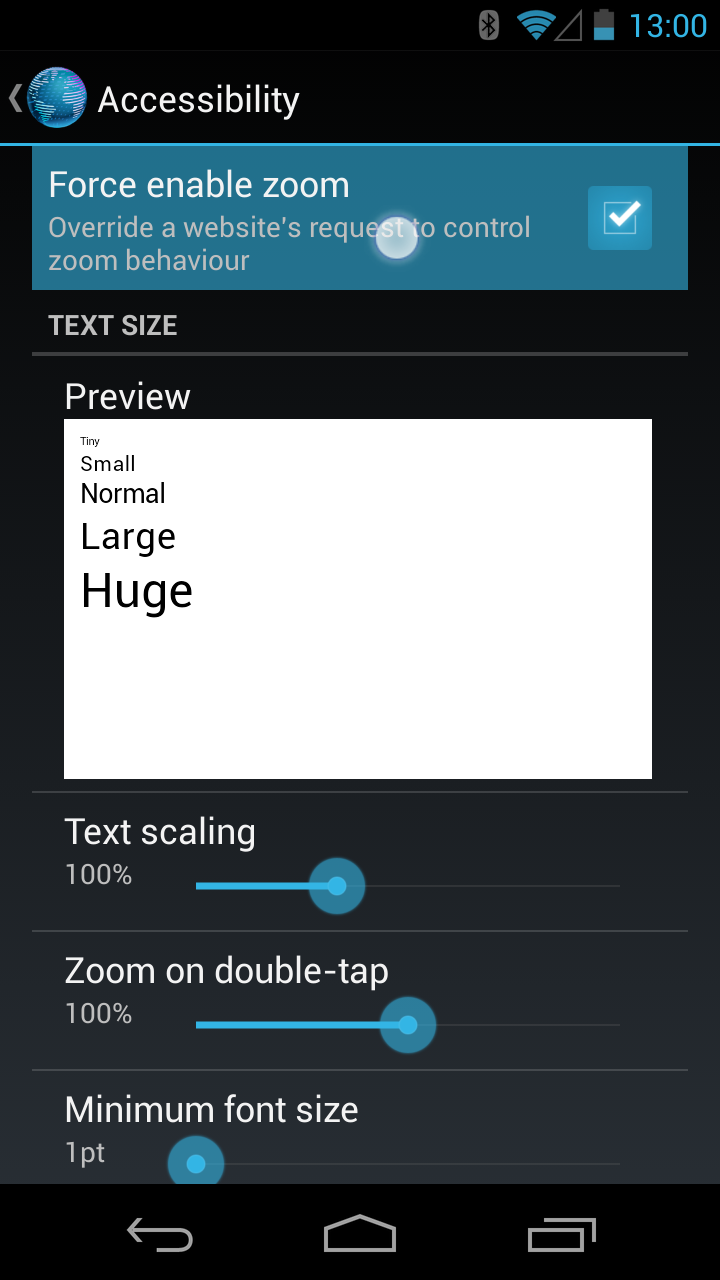 13:00
Accessibility
Force enable zoom
Override a website's request to control
zoom behaviour
TEXT SIZE
Preview
Tiny
Small
Normal
Large
Huge
Text scaling
100%
Zoom on double-tap
100%
Minimum font size
1pt